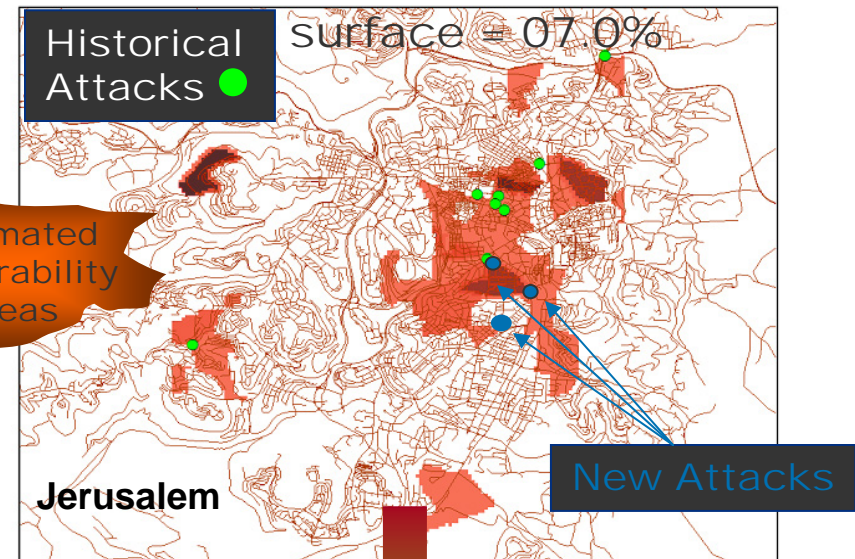 Historical
Attacks
surface = 07.0%
mated
rability
eas
New Attacks
Jerusalem